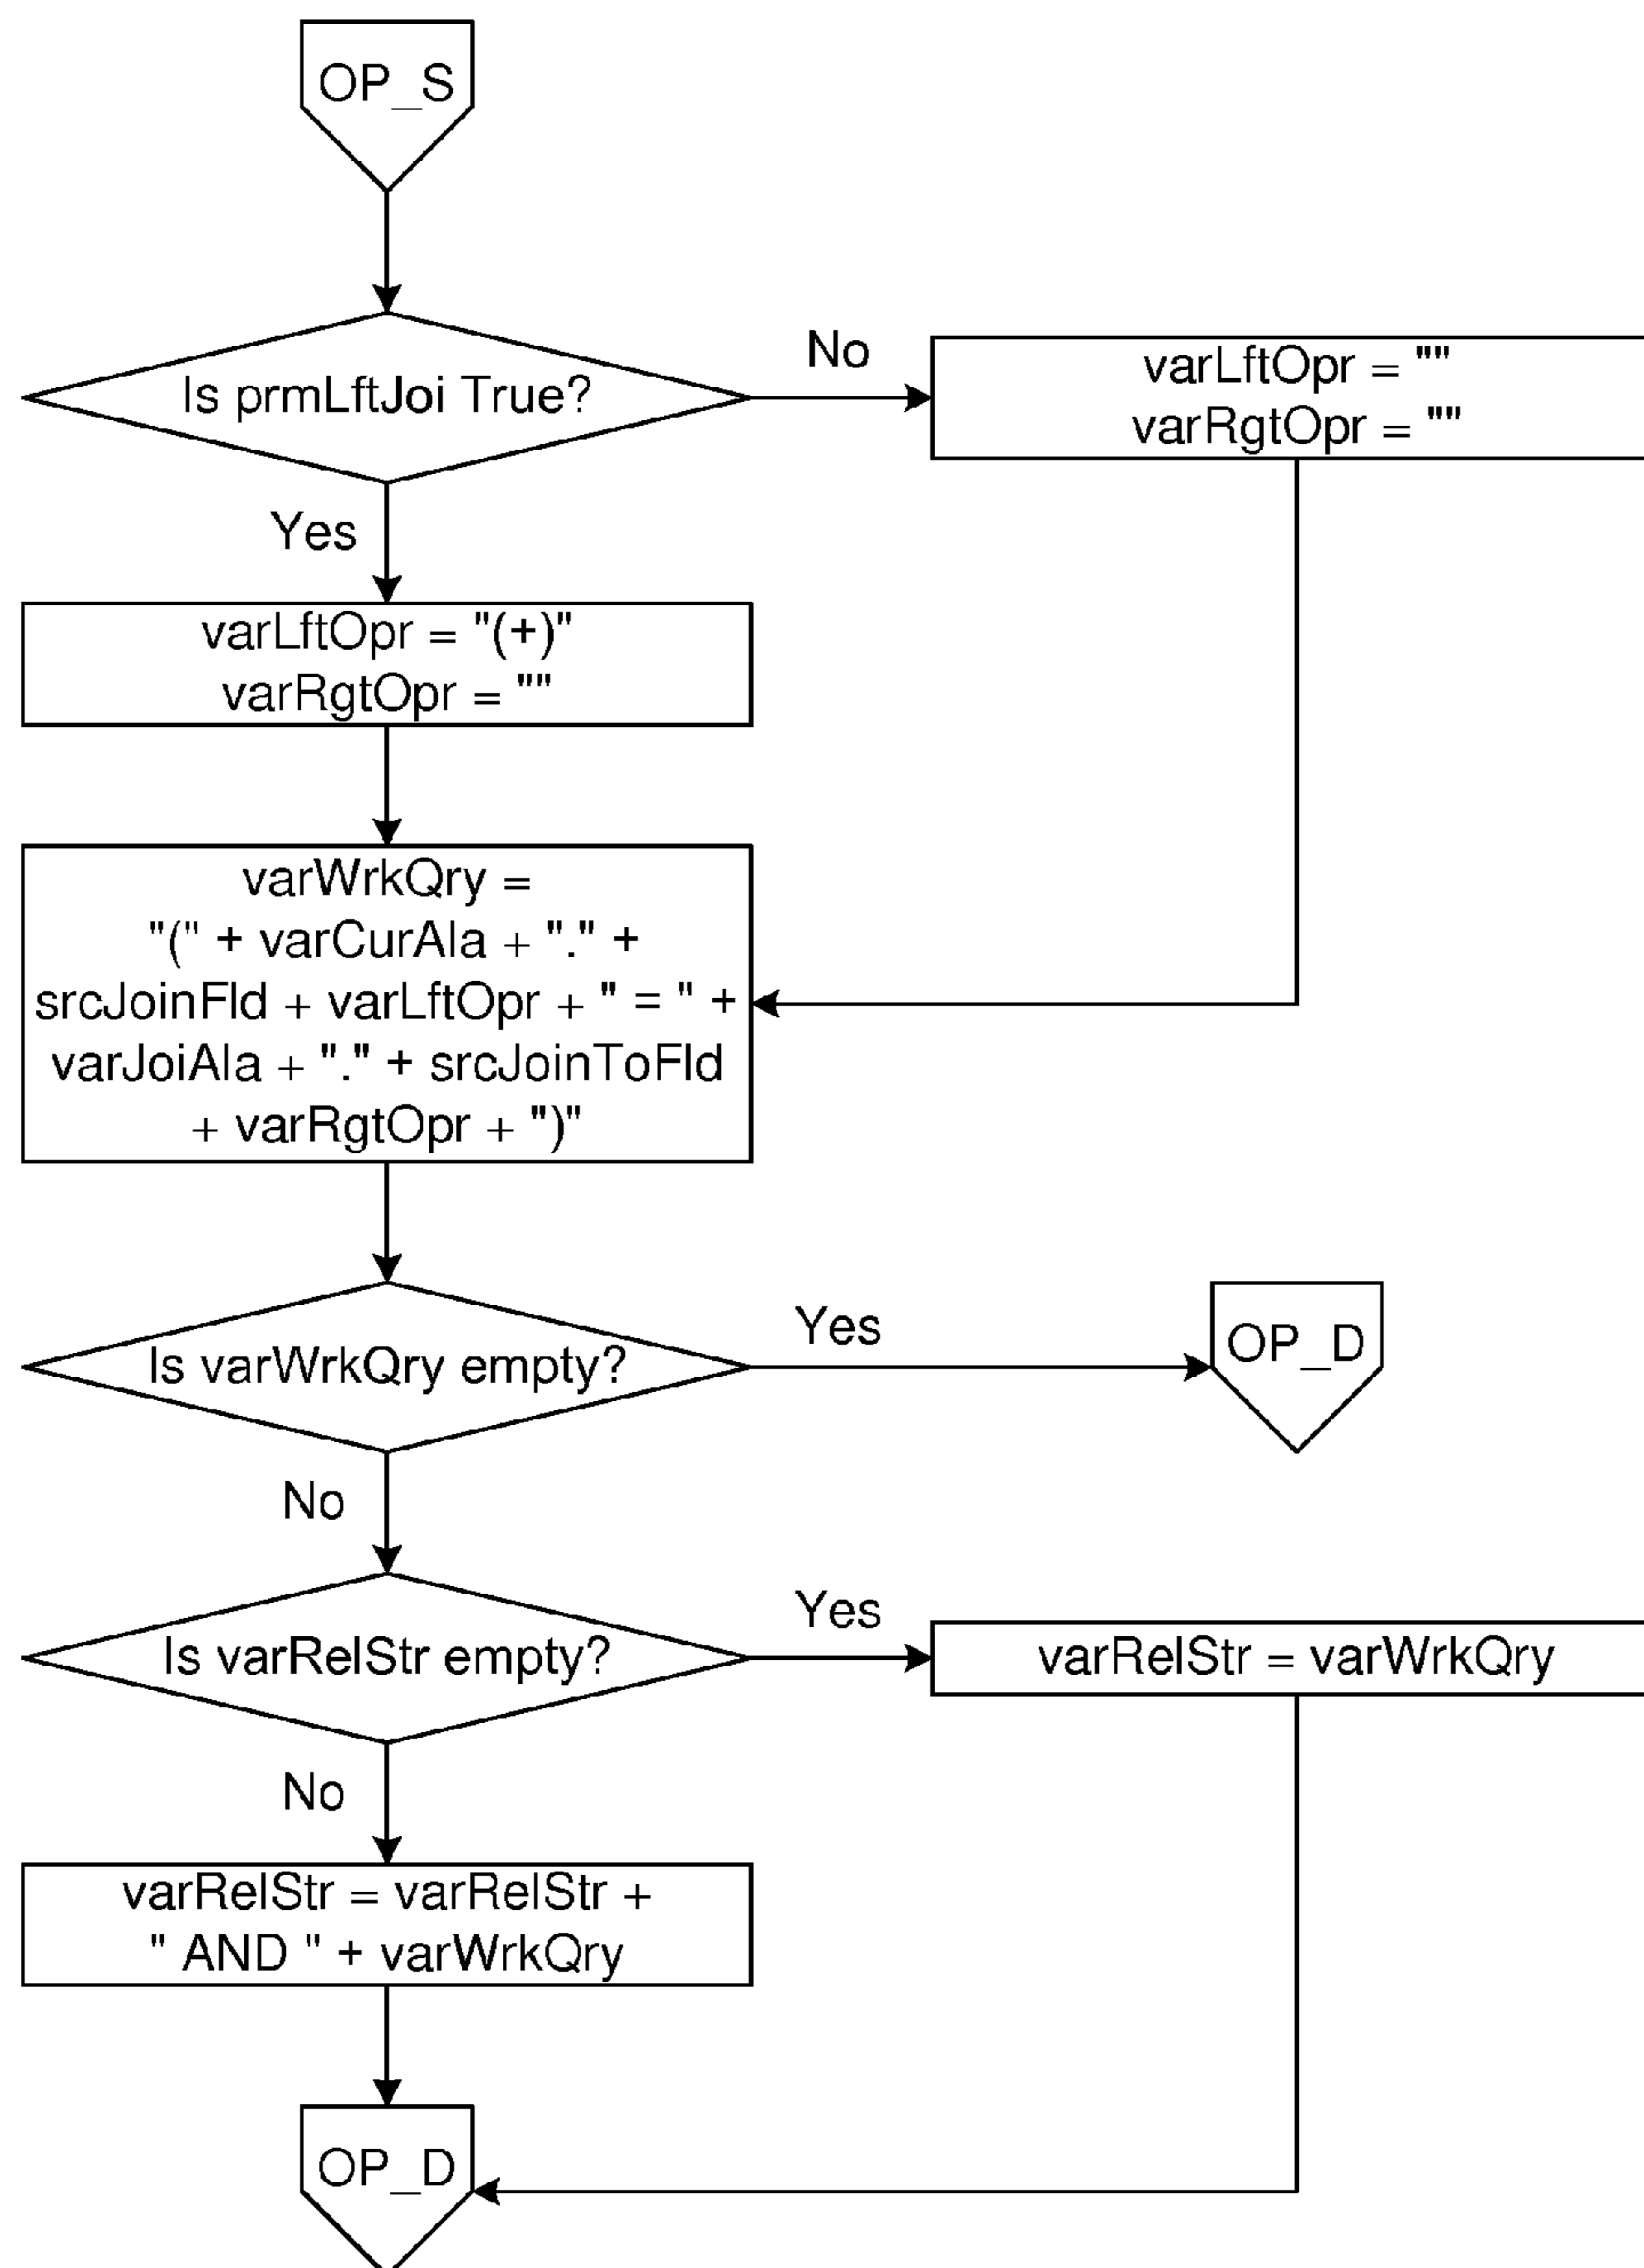 OP_S
Is prmLftJoi True?
No
varLftOpr = ""
varRgtOpr = ""
Yes
varLftOpr = "(+)"
varRgtOpr = ""
varWrkQry =
"(" + varCurAla + "." +
srcJoinFld + varLftOpr + " = " +
varJoiAla + "." + srcJoinToFld
+ varRgtOpr + ")"
Is varWrkQry empty?
Yes
OP_D
No
Is varRelStr empty?
Yes
varRelStr = varWrkQry
No
varRelStr = varRelStr +
" AND " + varWrkQry
OP_D